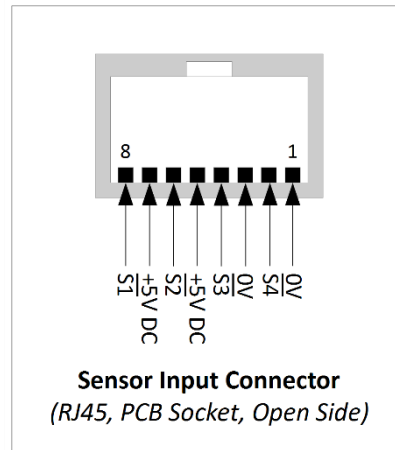 8 1
S1
+5V DC
S2
+5V DC
S3
0V
S4
0V
Sensor Input Connector
(RJ45, PCB Socket, Open Side)